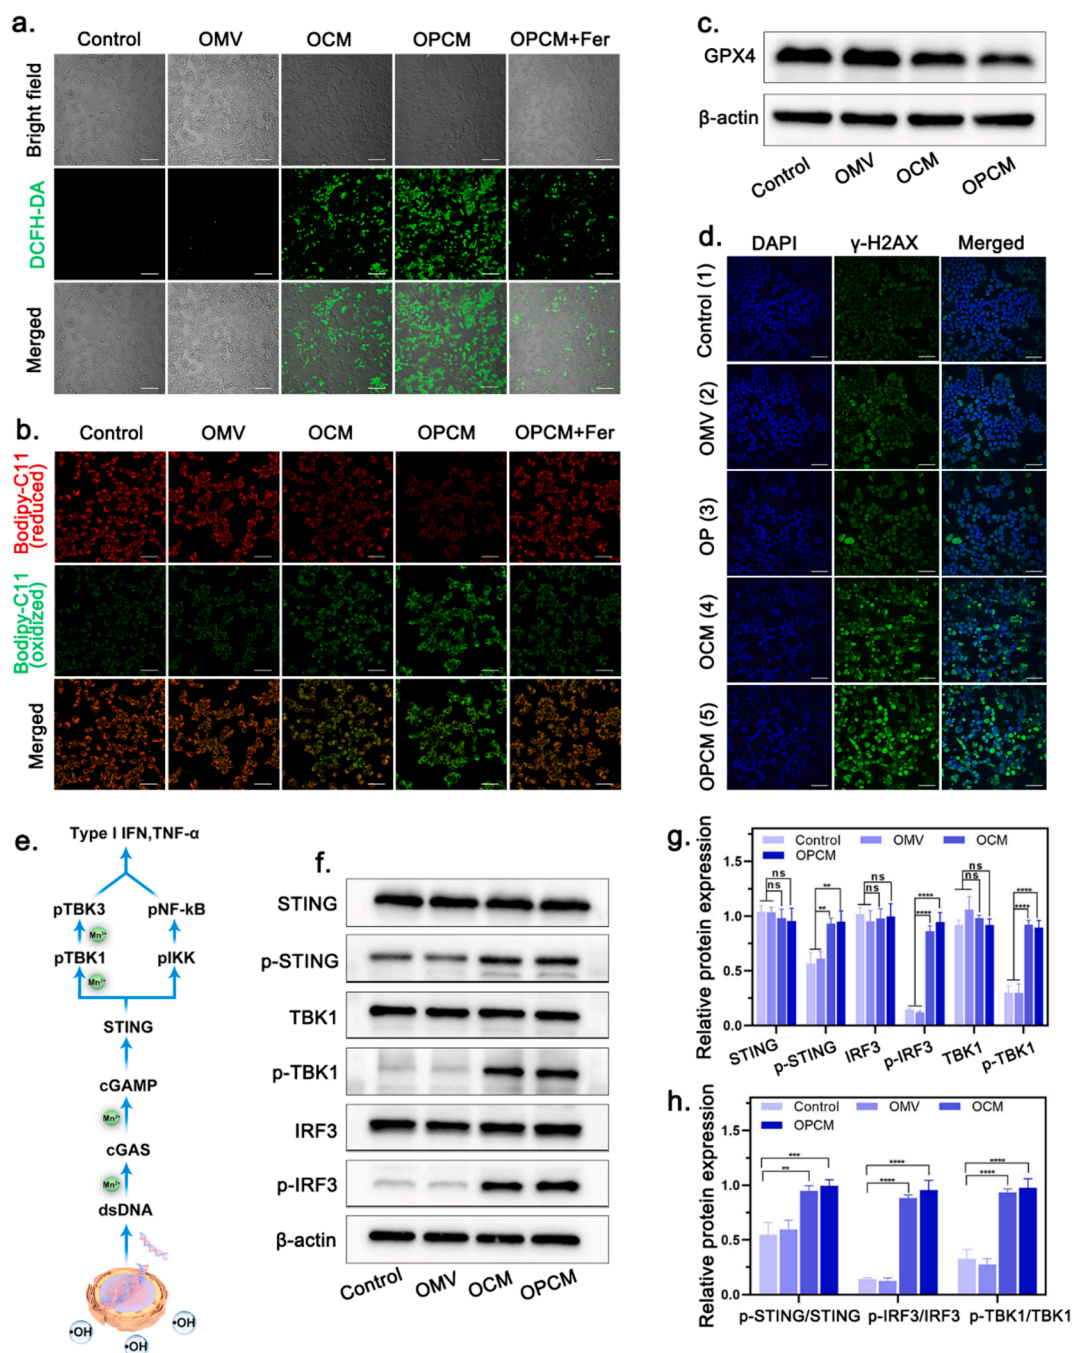 a.
Control OMV OCM OPCM OPCM+Fer
Bright field
DCFH-DA
Merged
b.
Control OMV OCM OPCM OPCM+Fer
Bodipy-C11
(reduced)
Bodipy-C11
(oxidized)
Merged
c.
GPX4
β-actin
Control OMV OCM OPCM
d.
DAPI γ-H2AX Merged
Control (1)
OMV (2)
OP (3)
OCM (4)
OPCM (5)
e.
Type I IFN,TNF-α
pTBK3 pNF-kB
Mn²⁺
pTBK1 pIKK
Mn²⁺
STING
cGAMP
Mn²⁺
cGAS
Mn²⁺
dsDNA
•OH
•OH
•OH
f.
STING
p-STING
TBK1
p-TBK1
IRF3
p-IRF3
β-actin
Control OMV OCM OPCM
g.
Relative protein expression
Control OMV OCM
OPCM
1.5
1.0
0.5
0.0
ns
ns
**
**
ns
ns
****
****
ns
ns
****
****
STING p-STING IRF3 p-IRF3 TBK1 p-TBK1
h.
Relative protein expression
Control OMV OCM
OPCM
1.5
1.0
0.5
0.0
***
**
****
****
****
****
p-STING/STING p-IRF3/IRF3 p-TBK1/TBK1